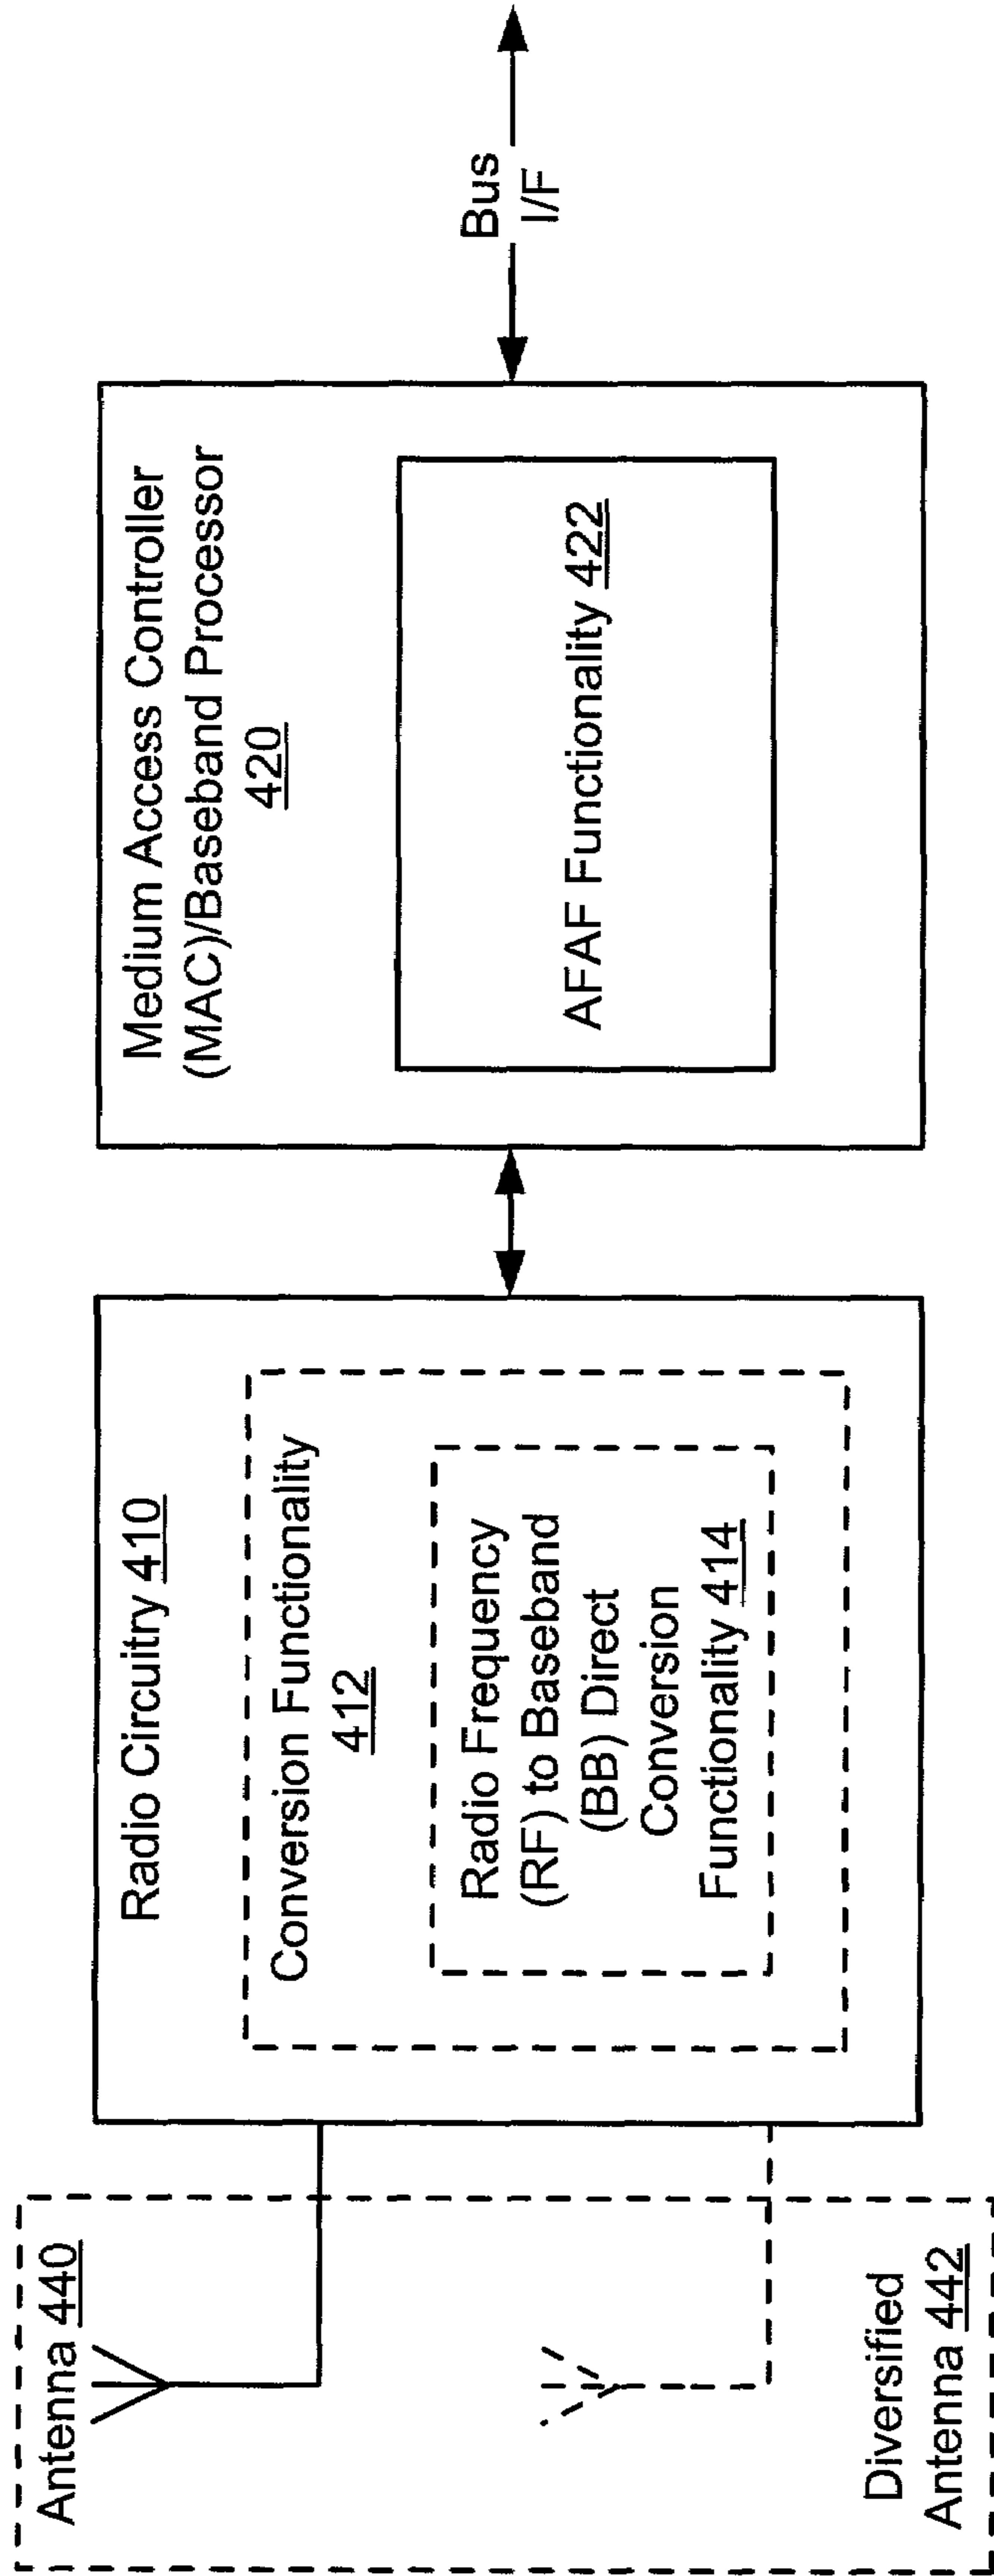 Antenna 440
Diversified
Antenna 442
Radio Circuitry 410
Conversion Functionality
412
Radio Frequency
(RF) to Baseband
(BB) Direct
Conversion
Functionality 414
Medium Access Controller
(MAC)/Baseband Processor
420
AFAF Functionality 422
Bus
I/F